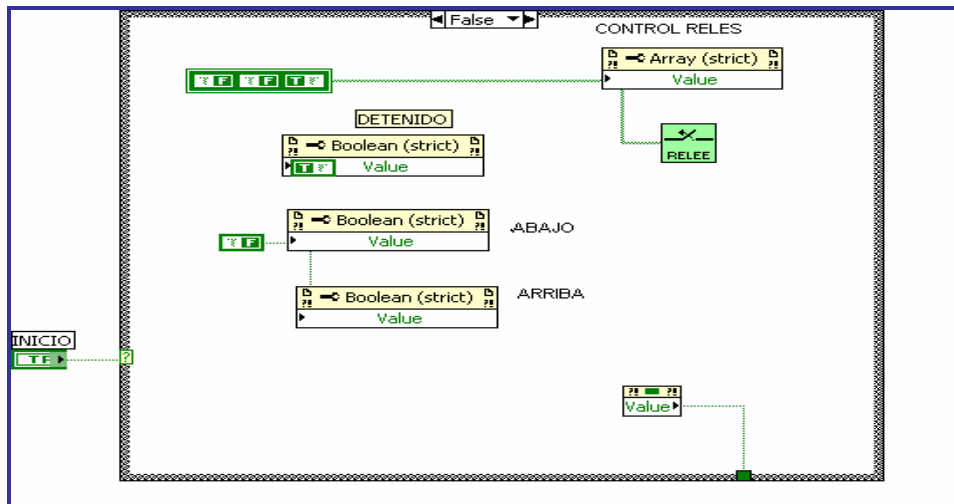 False
CONTROL RELES
Array (strict)
Value
F F T
RELEE
DETENIDO
Boolean (strict)
T Value
Boolean (strict)
ABAJO
F Value
Boolean (strict)
ARRIBA
Value
INICIO
TF
?
Value